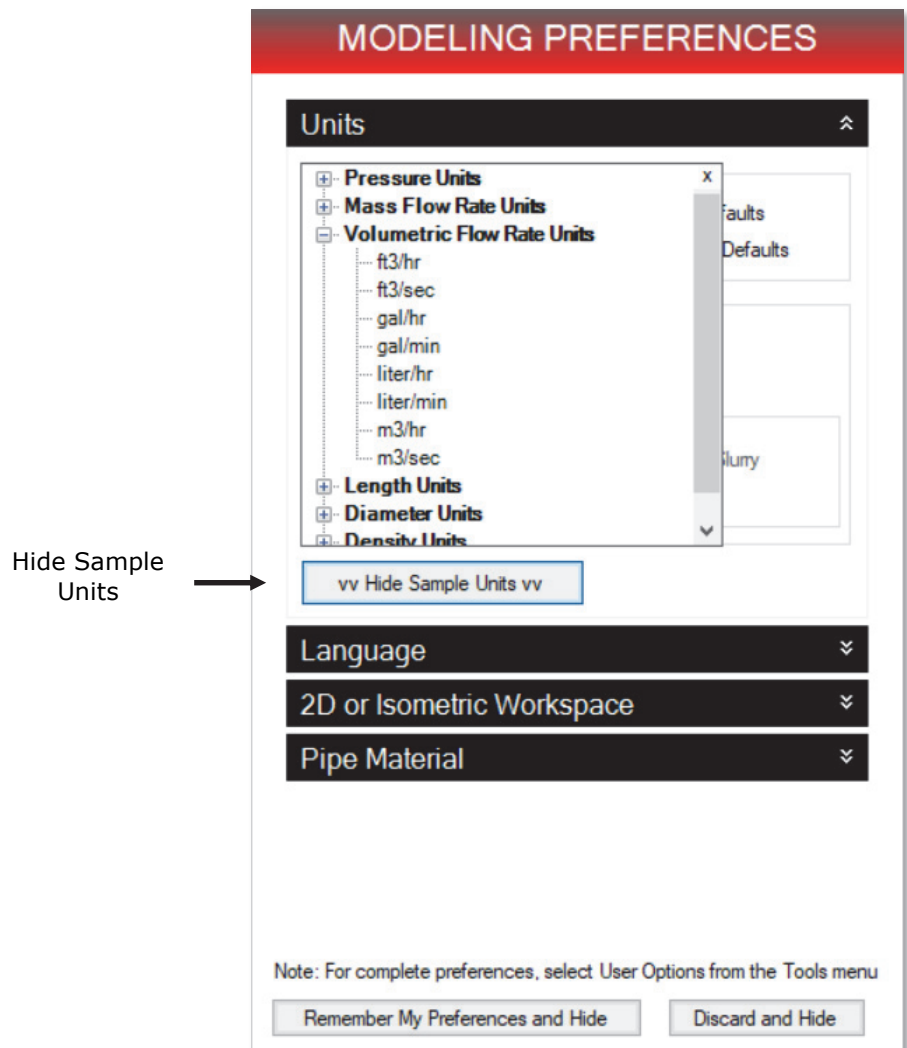 MODELING PREFERENCES
Units
Pressure Units
x
Mass Flow Rate Units
faults
Volumetric Flow Rate Units
Defaults
ft3/hr
ft3/sec
gal/hr
gal/min
liter/hr
liter/min
m3/hr
m3/sec
Slurry
Length Units
Diameter Units
Density Units
Hide Sample
Units
vv Hide Sample Units vv
Language
2D or Isometric Workspace
Pipe Material
Note: For complete preferences, select User Options from the Tools menu
Remember My Preferences and Hide
Discard and Hide